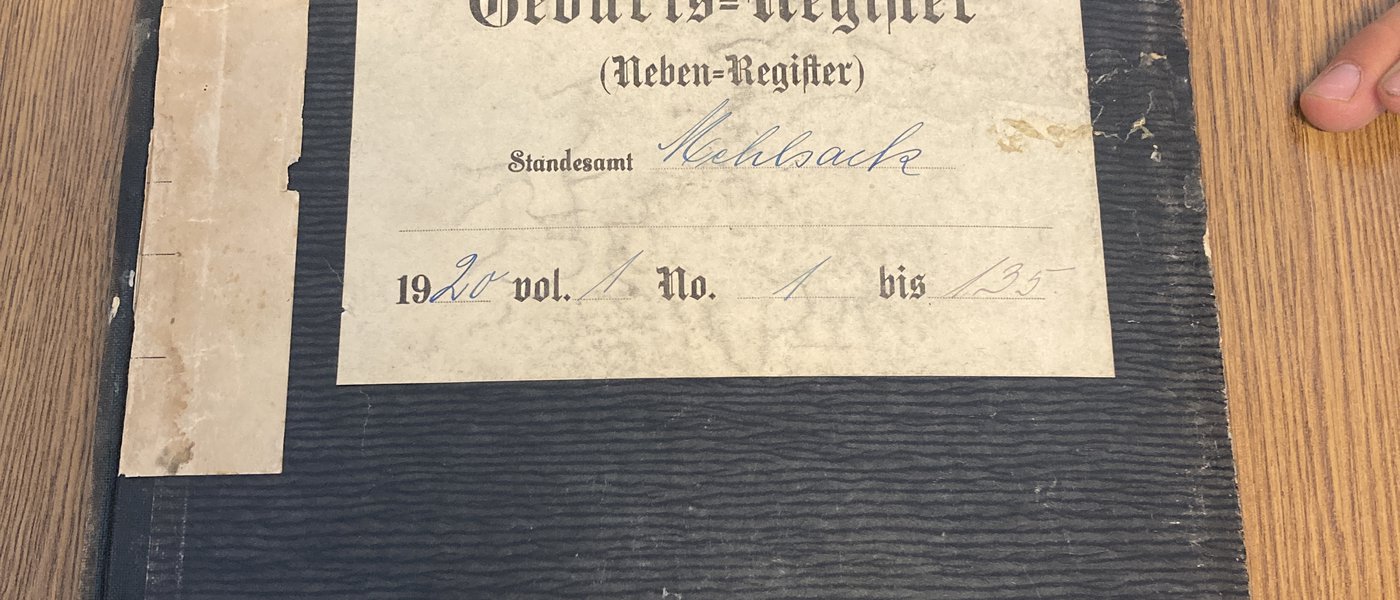 Geburts=Register
(Neben=Register)
Standesamt Mehlsack
1920 vol. 1 No. 1 bis 135